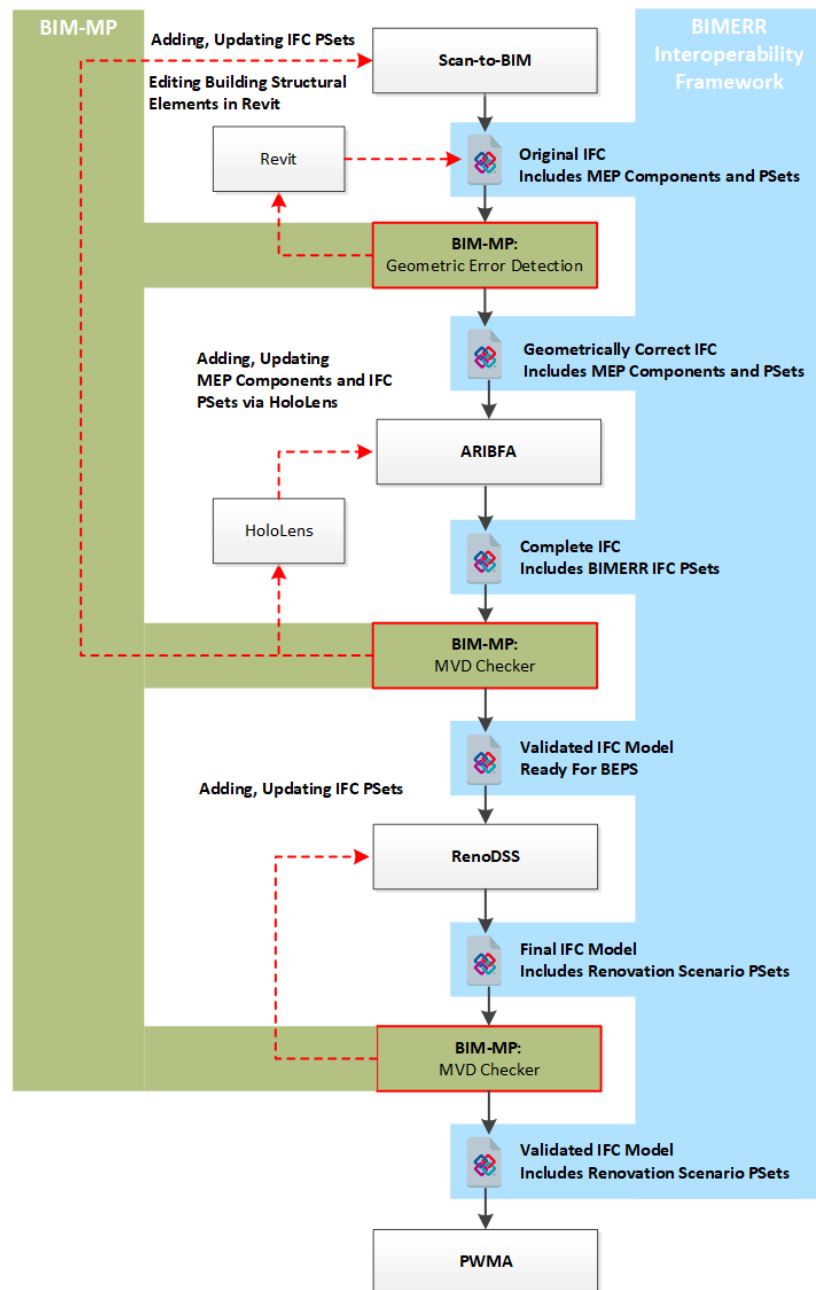 BIM-MP
BIMERR
Interoperability
Framework
Adding, Updating IFC PSets
Scan-to-BIM
Editing Building Structural
Elements in Revit
Revit
Original IFC
Includes MEP Components and PSets
BIM-MP:
Geometric Error Detection
Geometrically Correct IFC
Includes MEP Components and PSets
Adding, Updating
MEP Components and IFC
PSets via HoloLens
ARIBFA
HoloLens
Complete IFC
Includes BIMERR IFC PSets
BIM-MP:
MVD Checker
Validated IFC Model
Ready For BEPS
Adding, Updating IFC PSets
RenoDSS
Final IFC Model
Includes Renovation Scenario PSets
BIM-MP:
MVD Checker
Validated IFC Model
Includes Renovation Scenario PSets
PWMA